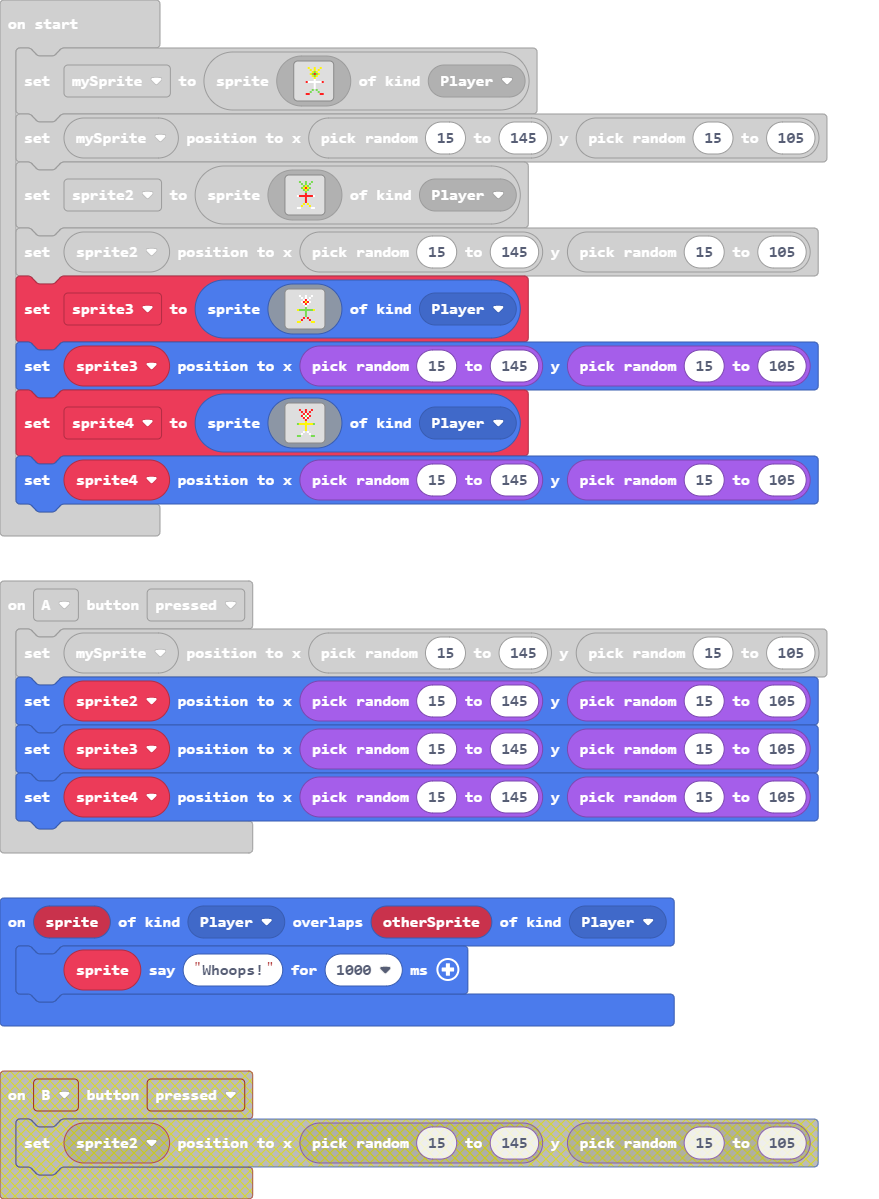 on start
set mySprite to sprite of kind Player
set mySprite position to x pick random 15 to 145 y pick random 15 to 105
set sprite2 to sprite of kind Player
set sprite2 position to x pick random 15 to 145 y pick random 15 to 105
set sprite3 to sprite of kind Player
set sprite3 position to x pick random 15 to 145 y pick random 15 to 105
set sprite4 to sprite of kind Player
set sprite4 position to x pick random 15 to 145 y pick random 15 to 105
on A button pressed
set mySprite position to x pick random 15 to 145 y pick random 15 to 105
set sprite2 position to x pick random 15 to 145 y pick random 15 to 105
set sprite3 position to x pick random 15 to 145 y pick random 15 to 105
set sprite4 position to x pick random 15 to 145 y pick random 15 to 105
on sprite of kind Player overlaps otherSprite of kind Player
sprite say "Whoops!" for 1000 ms
on B button pressed
set sprite2 position to x pick random 15 to 145 y pick random 15 to 105